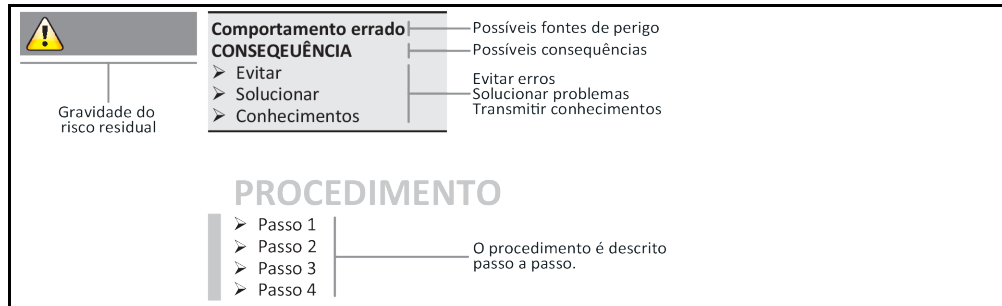 Comportamento errado
Possíveis fontes de perigo
CONSEQEUÊNCIA
Possíveis consequências
➢ Evitar
➢ Solucionar
➢ Conhecimentos
Evitar erros
Solucionar problemas
Transmitir conhecimentos
Gravidade do
risco residual
PROCEDIMENTO
➢ Passo 1
➢ Passo 2
➢ Passo 3
➢ Passo 4
O procedimento é descrito
passo a passo.